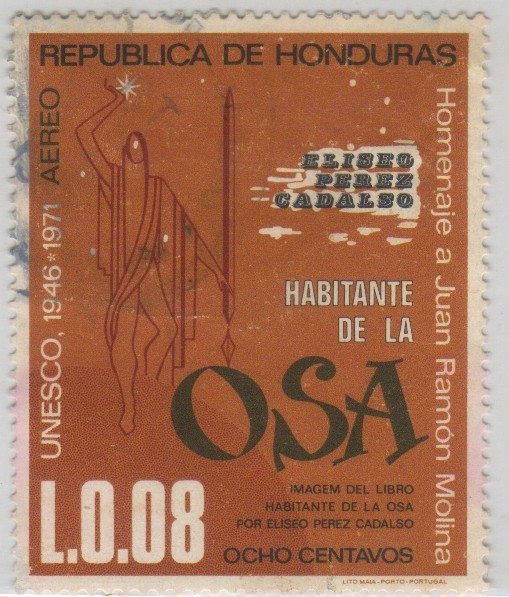 REPUBLICA DE HONDURAS
UNESCO, 1946*1971 AEREO
Homenaje a Juan Ramón Molina
ELISEO
PEREZ
CADALSO
HABITANTE
DE LA
OSA
IMAGEM DEL LIBRO
HABITANTE DE LA OSA
POR ELISEO PEREZ CADALSO
L.0.08
OCHO CENTAVOS
LITO MAIA-PORTO-PORTUGAL